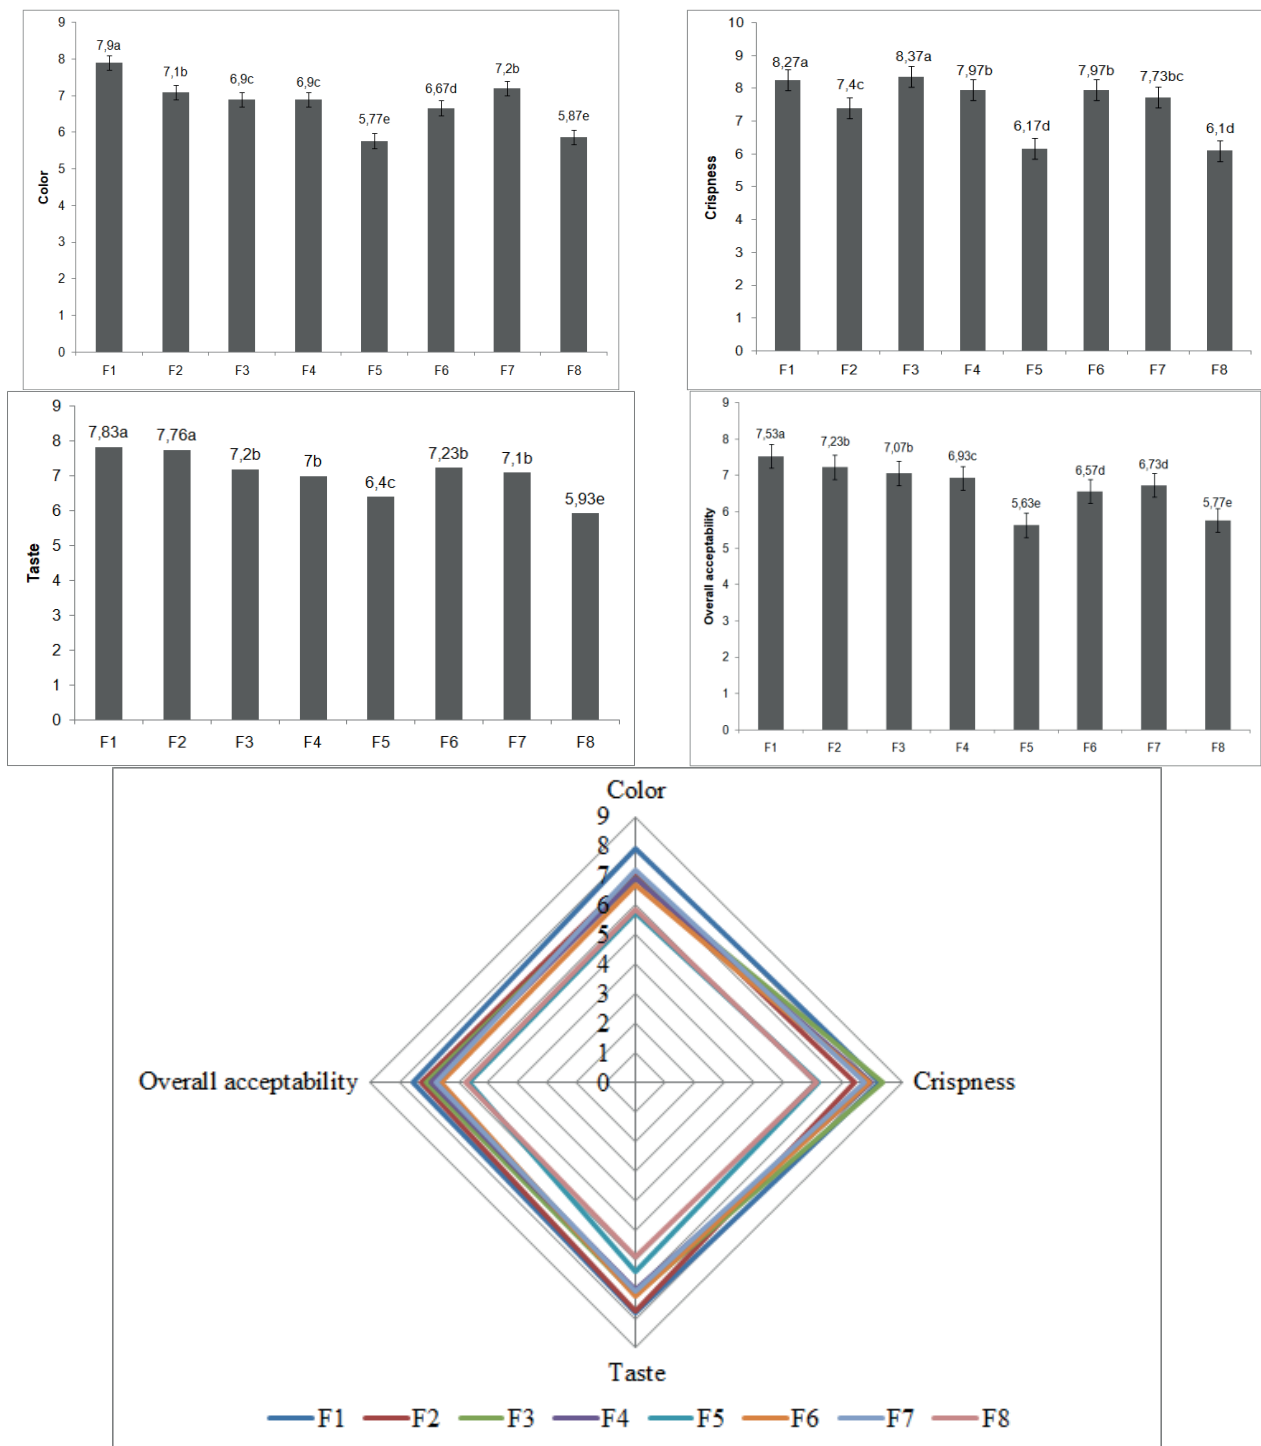 9
8
7
6
5
4
3
2
1
0
Color
7,9a
7,1b
6,9c
6,9c
5,77e
6,67d
7,2b
5,87e
F1 F2 F3 F4 F5 F6 F7 F8
10
9
8
7
6
5
4
3
2
1
0
Crispness
8,27a
7,4c
8,37a
7,97b
6,17d
7,97b
7,73bc
6,1d
F1 F2 F3 F4 F5 F6 F7 F8
9
8
7
6
5
4
3
2
1
0
Taste
7,83a
7,76a
7,2b
7b
6,4c
7,23b
7,1b
5,93e
F1 F2 F3 F4 F5 F6 F7 F8
9
8
7
6
5
4
3
2
1
0
Overall acceptability
7,53a
7,23b
7,07b
6,93c
5,63e
6,57d
6,73d
5,77e
F1 F2 F3 F4 F5 F6 F7 F8
Color
9
8
7
6
5
4
3
2
1
0
Overall acceptability
Crispness
Taste
F1 F2 F3 F4 F5 F6 F7 F8